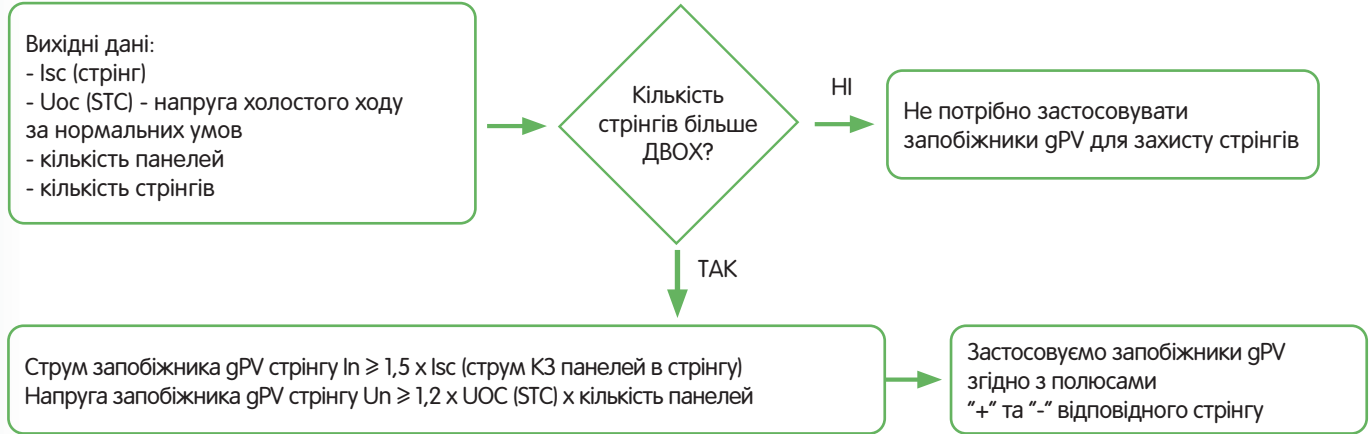 Вихідні дані:
- Isc (стрінг)
- Uoc (STC) - напруга холостого ходу
за нормальних умов
- кількість панелей
- кількість стрінгів
Кількість
стрінгів більше
ДВОХ?
НІ
Не потрібно застосовувати
запобіжники gPV для захисту стрінгів
ТАК
Струм запобіжника gPV стрінгу In ⩾ 1,5 x Isc (струм КЗ панелей в стрінгу)
Напруга запобіжника gPV стрінгу Un ⩾ 1,2 x UOC (STC) x кількість панелей
Застосовуємо запобіжники gPV
згідно з полюсами
"+" та "-" відповідного стрінгу